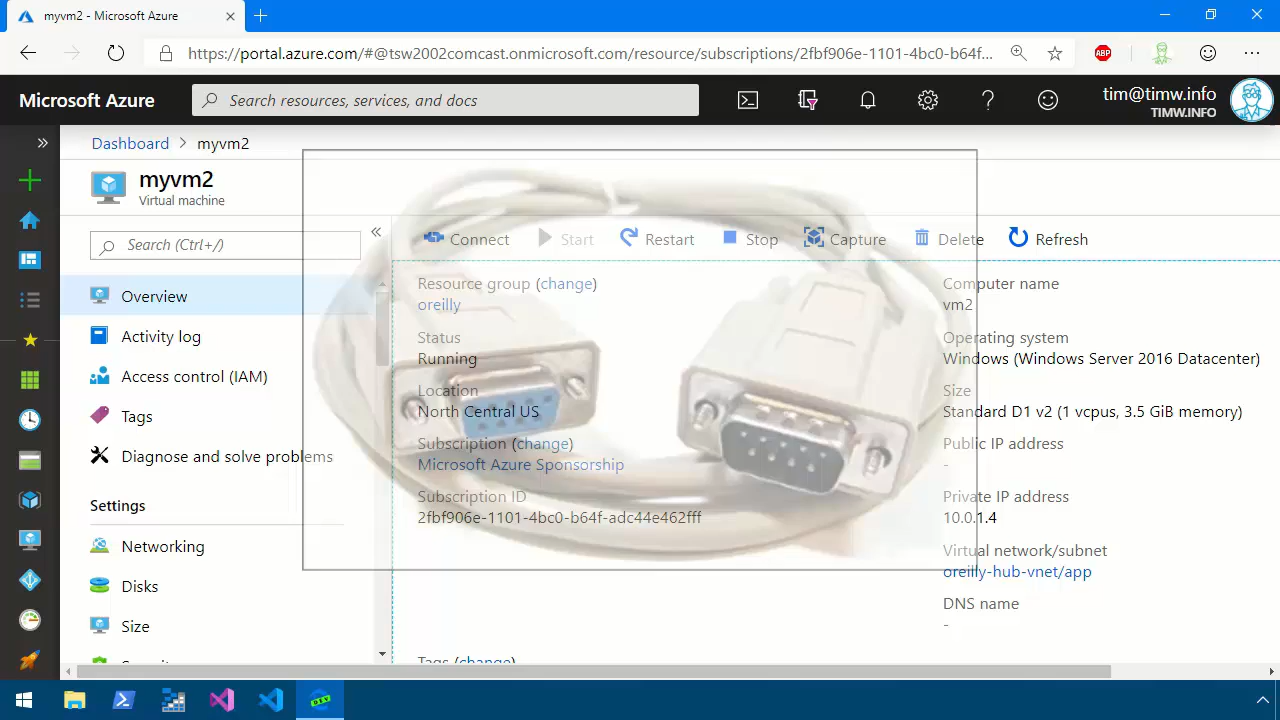 myvm2 - Microsoft Azure
https://portal.azure.com/#@tsw2002comcast.onmicrosoft.com/resource/subscriptions/2fbf906e-1101-4bc0-b64f...
ABP
Microsoft Azure
Search resources, services, and docs
tim@timw.info
TIMW.INFO
Dashboard > myvm2
myvm2
Virtual machine
Search (Ctrl+/)
Connect Start Restart Stop Capture Delete Refresh
Overview
Activity log
Access control (IAM)
Tags
Diagnose and solve problems
Settings
Networking
Disks
Size
Resource group (change)
oreilly
Status
Running
Location
North Central US
Subscription (change)
Microsoft Azure Sponsorship
Subscription ID
2fbf906e-1101-4bc0-b64f-adc44e462fff
Tags (change)
Computer name
vm2
Operating system
Windows (Windows Server 2016 Datacenter)
Size
Standard D1 v2 (1 vcpus, 3.5 GiB memory)
Public IP address
-
Private IP address
10.0.1.4
Virtual network/subnet
oreilly-hub-vnet/app
DNS name
-
DEV